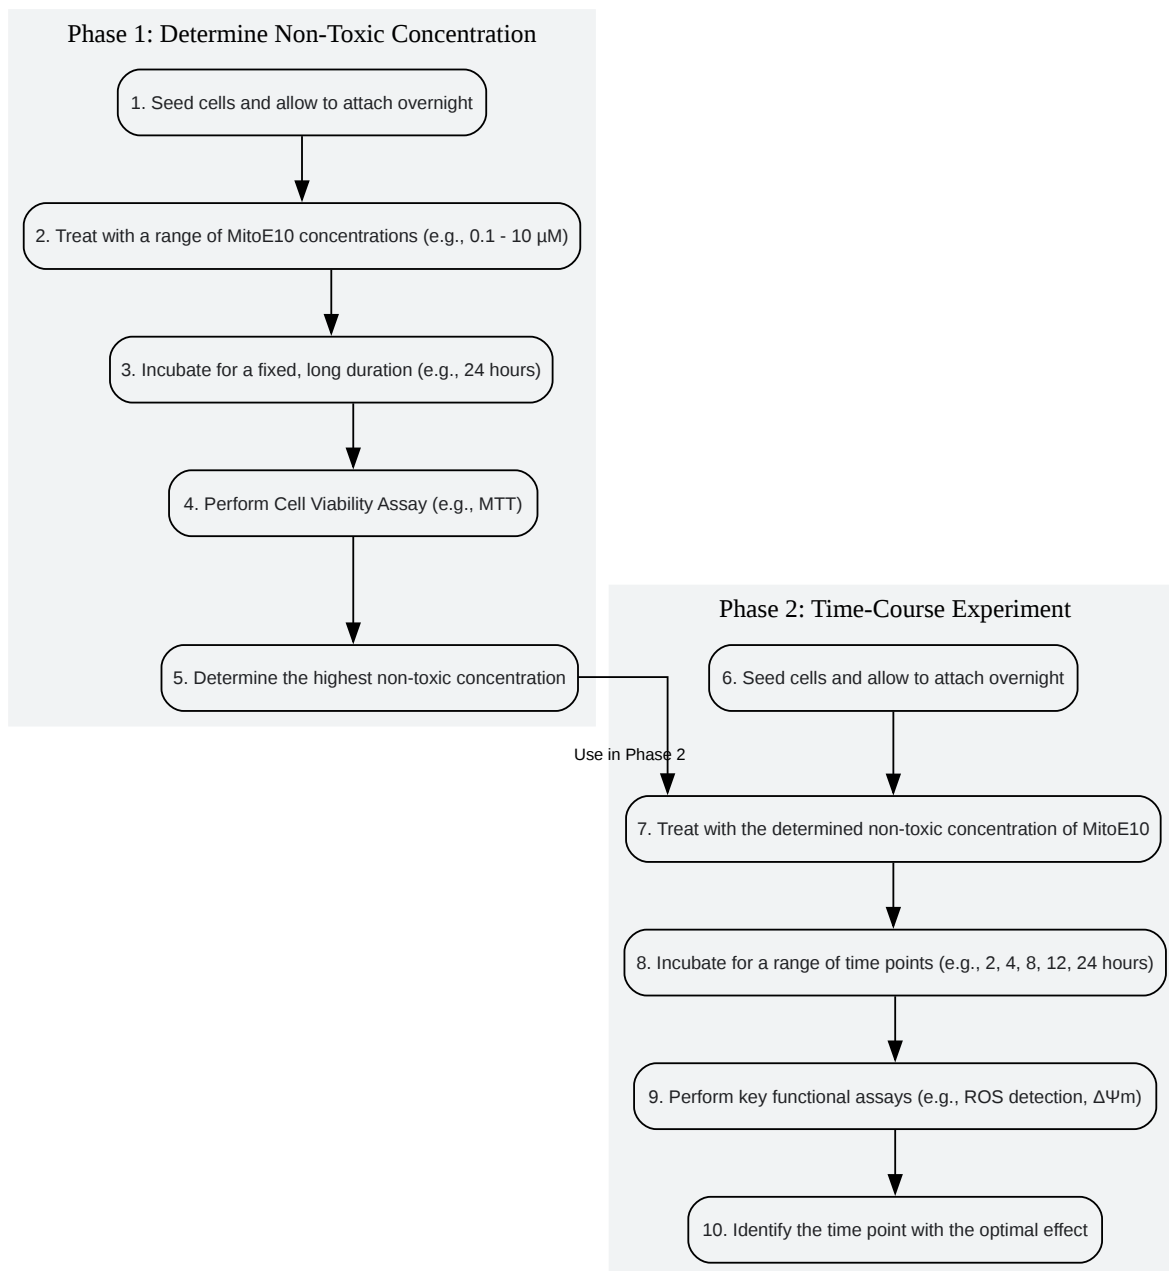 Phase 1: Determine Non-Toxic Concentration
1. Seed cells and allow to attach overnight
2. Treat with a range of MitoE10 concentrations (e.g., 0.1 - 10 µM)
3. Incubate for a fixed, long duration (e.g., 24 hours)
4. Perform Cell Viability Assay (e.g., MTT)
5. Determine the highest non-toxic concentration
Use in Phase 2
Phase 2: Time-Course Experiment
6. Seed cells and allow to attach overnight
7. Treat with the determined non-toxic concentration of MitoE10
8. Incubate for a range of time points (e.g., 2, 4, 8, 12, 24 hours)
9. Perform key functional assays (e.g., ROS detection, ΔΨm)
10. Identify the time point with the optimal effect